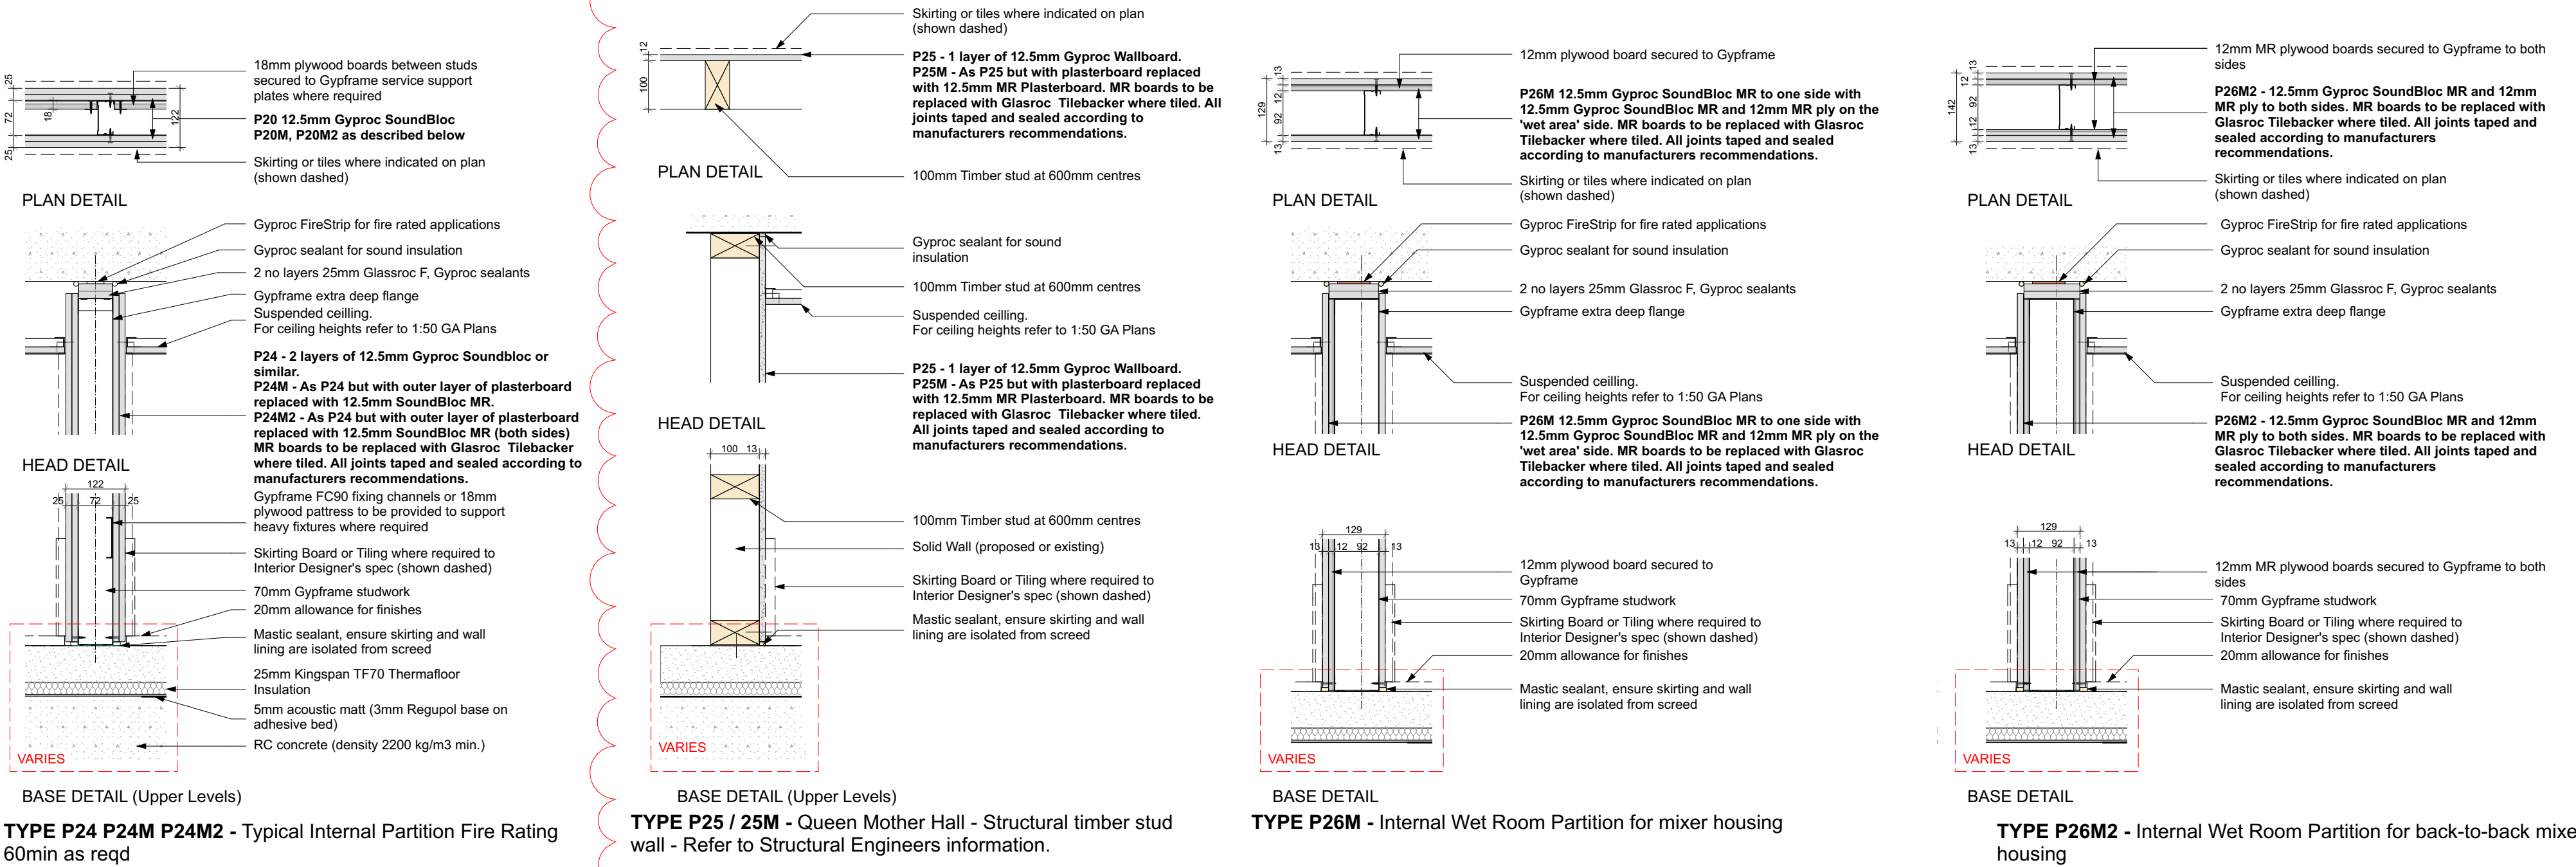 18mm plywood boards between studs
secured to Gypframe service support
plates where required
P20 12.5mm Gyproc SoundBloc
P20M, P20M2 as described below
Skirting or tiles where indicated on plan
(shown dashed)
25
72
25
18
122
PLAN DETAIL
Gyproc FireStrip for fire rated applications
Gyproc sealant for sound insulation
2 no layers 25mm Glassroc F, Gyproc sealants
Gypframe extra deep flange
Suspended ceilling.
For ceiling heights refer to 1:50 GA Plans
P24 - 2 layers of 12.5mm Gyproc Soundbloc or
similar.
P24M - As P24 but with outer layer of plasterboard
replaced with 12.5mm SoundBloc MR.
P24M2 - As P24 but with outer layer of plasterboard
replaced with 12.5mm SoundBloc MR (both sides)
MR boards to be replaced with Glasroc Tilebacker
where tiled. All joints taped and sealed according to
manufacturers recommendations.
HEAD DETAIL
122
25 72 25
Gypframe FC90 fixing channels or 18mm
plywood pattress to be provided to support
heavy fixtures where required
Skirting Board or Tiling where required to
Interior Designer's spec (shown dashed)
70mm Gypframe studwork
20mm allowance for finishes
Mastic sealant, ensure skirting and wall
lining are isolated from screed
25mm Kingspan TF70 Thermafloor
Insulation
5mm acoustic matt (3mm Regupol base on
adhesive bed)
RC concrete (density 2200 kg/m3 min.)
VARIES
BASE DETAIL (Upper Levels)
TYPE P24 P24M P24M2 - Typical Internal Partition Fire Rating
60min as reqd
Skirting or tiles where indicated on plan
(shown dashed)
12
100
P25 - 1 layer of 12.5mm Gyproc Wallboard.
P25M - As P25 but with plasterboard replaced
with 12.5mm MR Plasterboard. MR boards to be
replaced with Glasroc Tilebacker where tiled. All
joints taped and sealed according to
manufacturers recommendations.
100mm Timber stud at 600mm centres
PLAN DETAIL
Gyproc sealant for sound
insulation
100mm Timber stud at 600mm centres
Suspended ceilling.
For ceiling heights refer to 1:50 GA Plans
P25 - 1 layer of 12.5mm Gyproc Wallboard.
P25M - As P25 but with plasterboard replaced
with 12.5mm MR Plasterboard. MR boards to be
replaced with Glasroc Tilebacker where tiled.
All joints taped and sealed according to
manufacturers recommendations.
HEAD DETAIL
100 13
100mm Timber stud at 600mm centres
Solid Wall (proposed or existing)
Skirting Board or Tiling where required to
Interior Designer's spec (shown dashed)
Mastic sealant, ensure skirting and wall
lining are isolated from screed
VARIES
BASE DETAIL (Upper Levels)
TYPE P25 / 25M - Queen Mother Hall - Structural timber stud
wall - Refer to Structural Engineers information.
12mm plywood board secured to Gypframe
13
12
92
13
129
P26M 12.5mm Gyproc SoundBloc MR to one side with
12.5mm Gyproc SoundBloc MR and 12mm MR ply on the
'wet area' side. MR boards to be replaced with Glasroc
Tilebacker where tiled. All joints taped and sealed
according to manufacturers recommendations.
Skirting or tiles where indicated on plan
(shown dashed)
PLAN DETAIL
Gyproc FireStrip for fire rated applications
Gyproc sealant for sound insulation
2 no layers 25mm Glassroc F, Gyproc sealants
Gypframe extra deep flange
Suspended ceilling.
For ceiling heights refer to 1:50 GA Plans
P26M 12.5mm Gyproc SoundBloc MR to one side with
12.5mm Gyproc SoundBloc MR and 12mm MR ply on the
'wet area' side. MR boards to be replaced with Glasroc
Tilebacker where tiled. All joints taped and sealed
according to manufacturers recommendations.
HEAD DETAIL
129
13 12 92 13
12mm plywood board secured to
Gypframe
70mm Gypframe studwork
Skirting Board or Tiling where required to
Interior Designer's spec (shown dashed)
20mm allowance for finishes
Mastic sealant, ensure skirting and wall
lining are isolated from screed
VARIES
BASE DETAIL
TYPE P26M - Internal Wet Room Partition for mixer housing
12mm MR plywood boards secured to Gypframe to both
sides
13
12
92
12
13
142
P26M2 - 12.5mm Gyproc SoundBloc MR and 12mm
MR ply to both sides. MR boards to be replaced with
Glasroc Tilebacker where tiled. All joints taped and
sealed according to manufacturers
recommendations.
Skirting or tiles where indicated on plan
(shown dashed)
PLAN DETAIL
Gyproc FireStrip for fire rated applications
Gyproc sealant for sound insulation
2 no layers 25mm Glassroc F, Gyproc sealants
Gypframe extra deep flange
Suspended ceilling.
For ceiling heights refer to 1:50 GA Plans
P26M2 - 12.5mm Gyproc SoundBloc MR and 12mm
MR ply to both sides. MR boards to be replaced with
Glasroc Tilebacker where tiled. All joints taped and
sealed according to manufacturers
recommendations.
HEAD DETAIL
129
13 12 92 13
12mm MR plywood boards secured to Gypframe to both
sides
70mm Gypframe studwork
Skirting Board or Tiling where required to
Interior Designer's spec (shown dashed)
20mm allowance for finishes
Mastic sealant, ensure skirting and wall
lining are isolated from screed
VARIES
BASE DETAIL
TYPE P26M2 - Internal Wet Room Partition for back-to-back mixe
housing